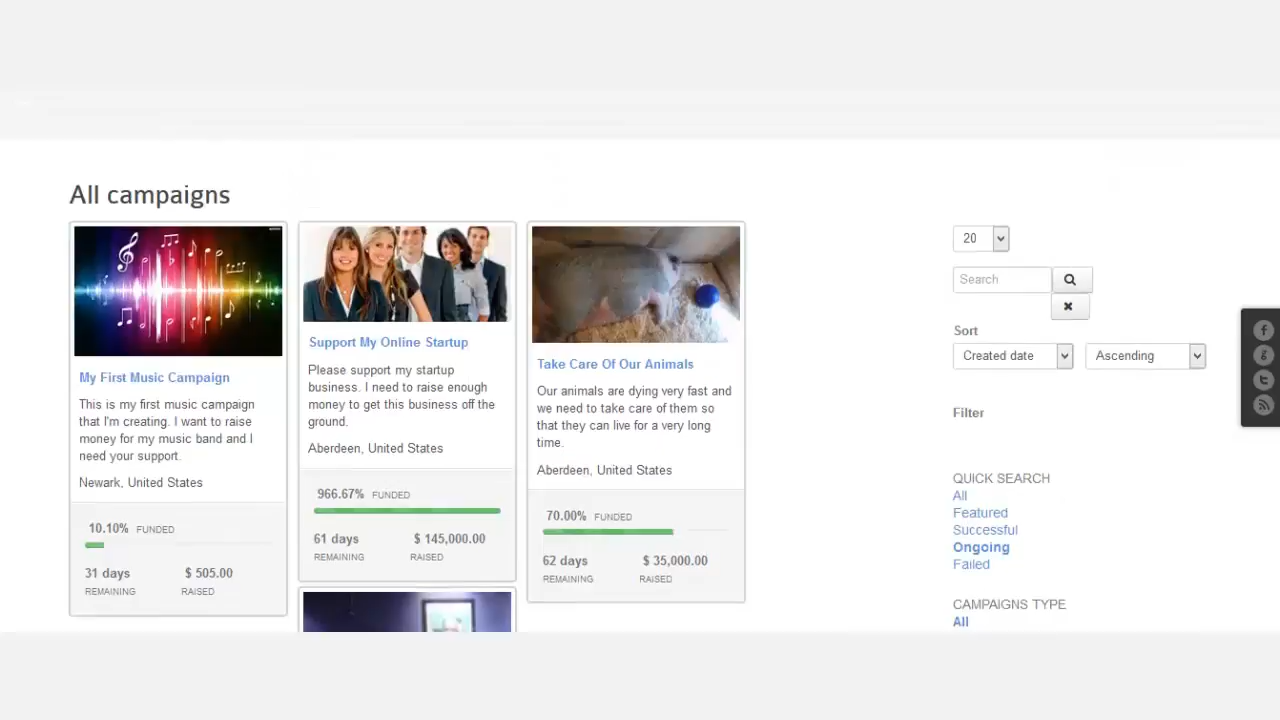 All campaigns
My First Music Campaign
This is my first music campaign
that I'm creating. I want to raise
money for my music band and I
need your support.
Newark, United States
10.10% FUNDED
31 days
$ 505.00
REMAINING
RAISED
Support My Online Startup
Please support my startup
business. I need to raise enough
money to get this business off the
ground.
Aberdeen, United States
966.67% FUNDED
61 days
$ 145,000.00
REMAINING
RAISED
Take Care Of Our Animals
Our animals are dying very fast and
we need to take care of them so
that they can live for a very long
time.
Aberdeen, United States
70.00% FUNDED
62 days
$ 35,000.00
REMAINING
RAISED
20
Search
Sort
Created date
Ascending
Filter
QUICK SEARCH
All
Featured
Successful
Ongoing
Failed
CAMPAIGNS TYPE
All